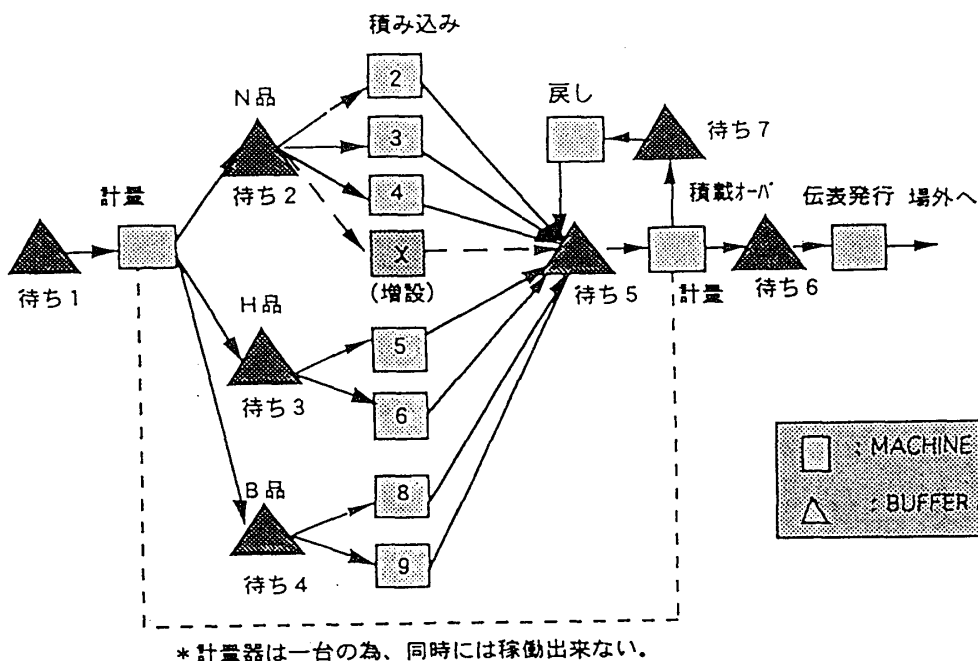 積み込み
2
N品
戻し
3
待ち7
待ち2
4
計量
積載オーバ
伝表発行 場外へ
X
(増設)
待ち1
待ち5
計量
待ち6
H品
5
待ち3
6
: MACHINE
B品
8
: BUFFER
待ち4
9
*計量器は一台の為、同時には稼働出来ない。